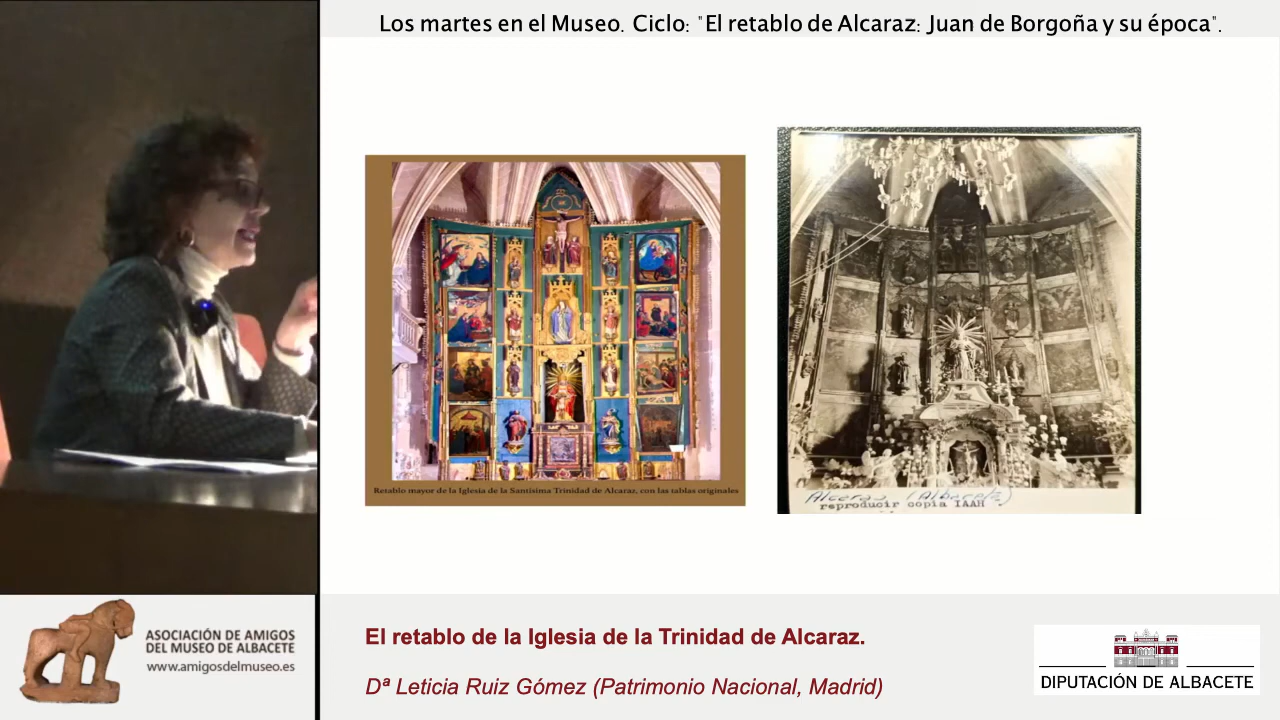 Los martes en el Museo. Ciclo: "El retablo de Alcaraz: Juan de Borgoña y su época".
Retablo mayor de la Iglesia de la Santísima Trinidad de Alcaraz, con las tablas originales
Alcaraz (Albacete)
reproducir copia IAAH
ASOCIACIÓN DE AMIGOS
DEL MUSEO DE ALBACETE
www.amigosdelmuseo.es
El retablo de la Iglesia de la Trinidad de Alcaraz.
Dª Leticia Ruiz Gómez (Patrimonio Nacional, Madrid)
DIPUTACIÓN DE ALBACETE